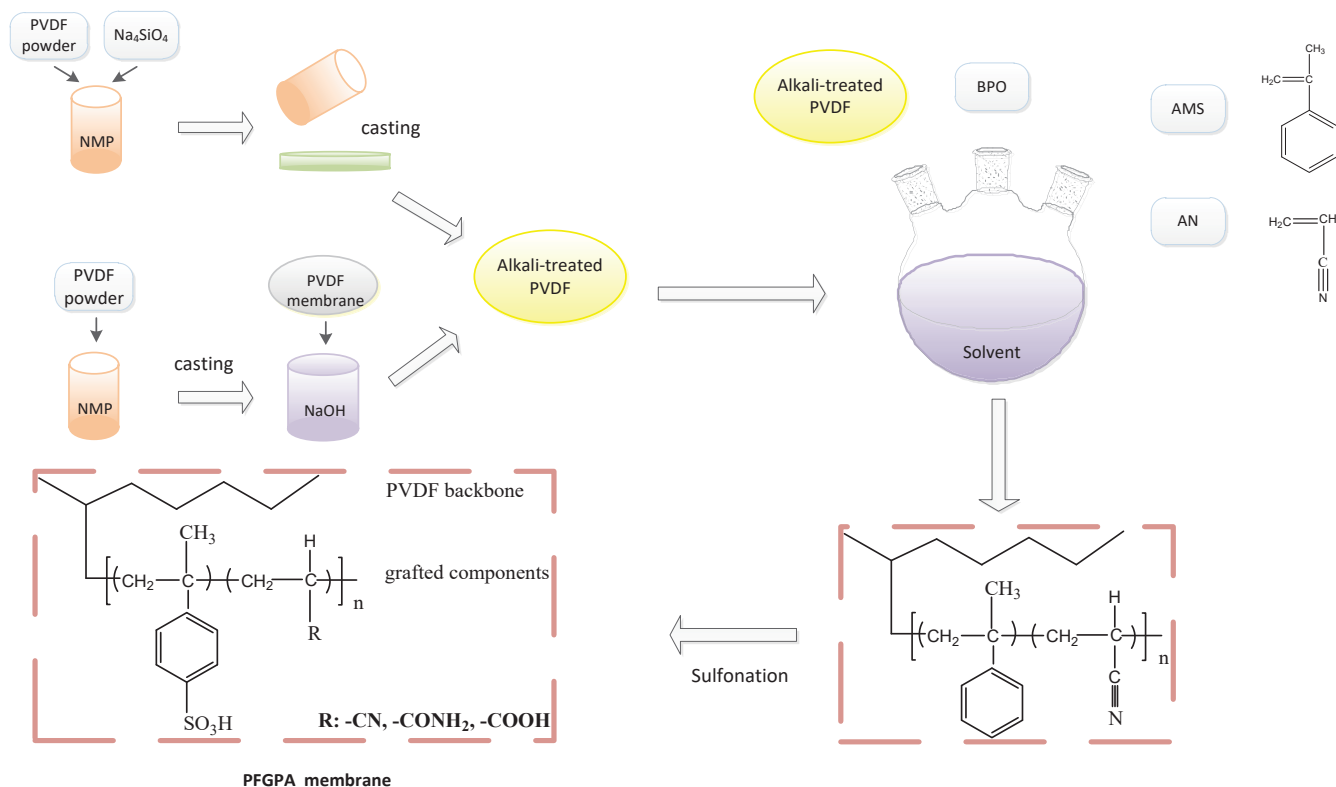 PVDF
powder
Na₄SiO₄
NMP
casting
PVDF
powder
NMP
casting
PVDF
membrane
NaOH
Alkali-treated
PVDF
Alkali-treated
PVDF
BPO
Solvent
AMS
CH₃
H₂C
C
AN
H₂C
CH
C
N
CH₃
H
CH₂
C
CH₂
C
n
C
N
Sulfonation
PVDF backbone
CH₃
H
grafted components
CH₂
C
CH₂
C
n
R
SO₃H
R: -CN, -CONH₂, -COOH
PFGPA membrane